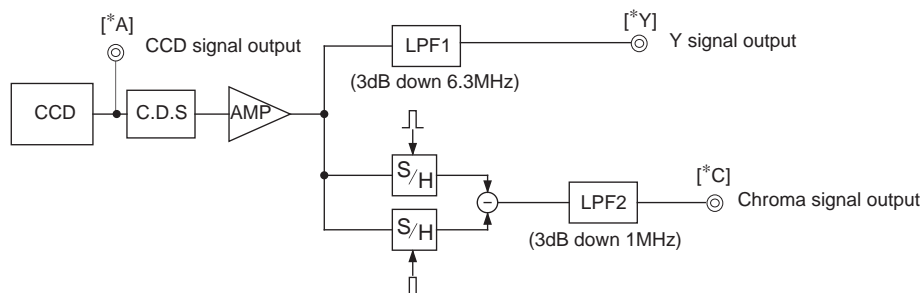 [*A]
CCD signal output
[*Y]
Y signal output
LPF1
(3dB down 6.3MHz)
CCD
C.D.S
AMP
S/H
[*C]
Chroma signal output
LPF2
(3dB down 1MHz)
S/H